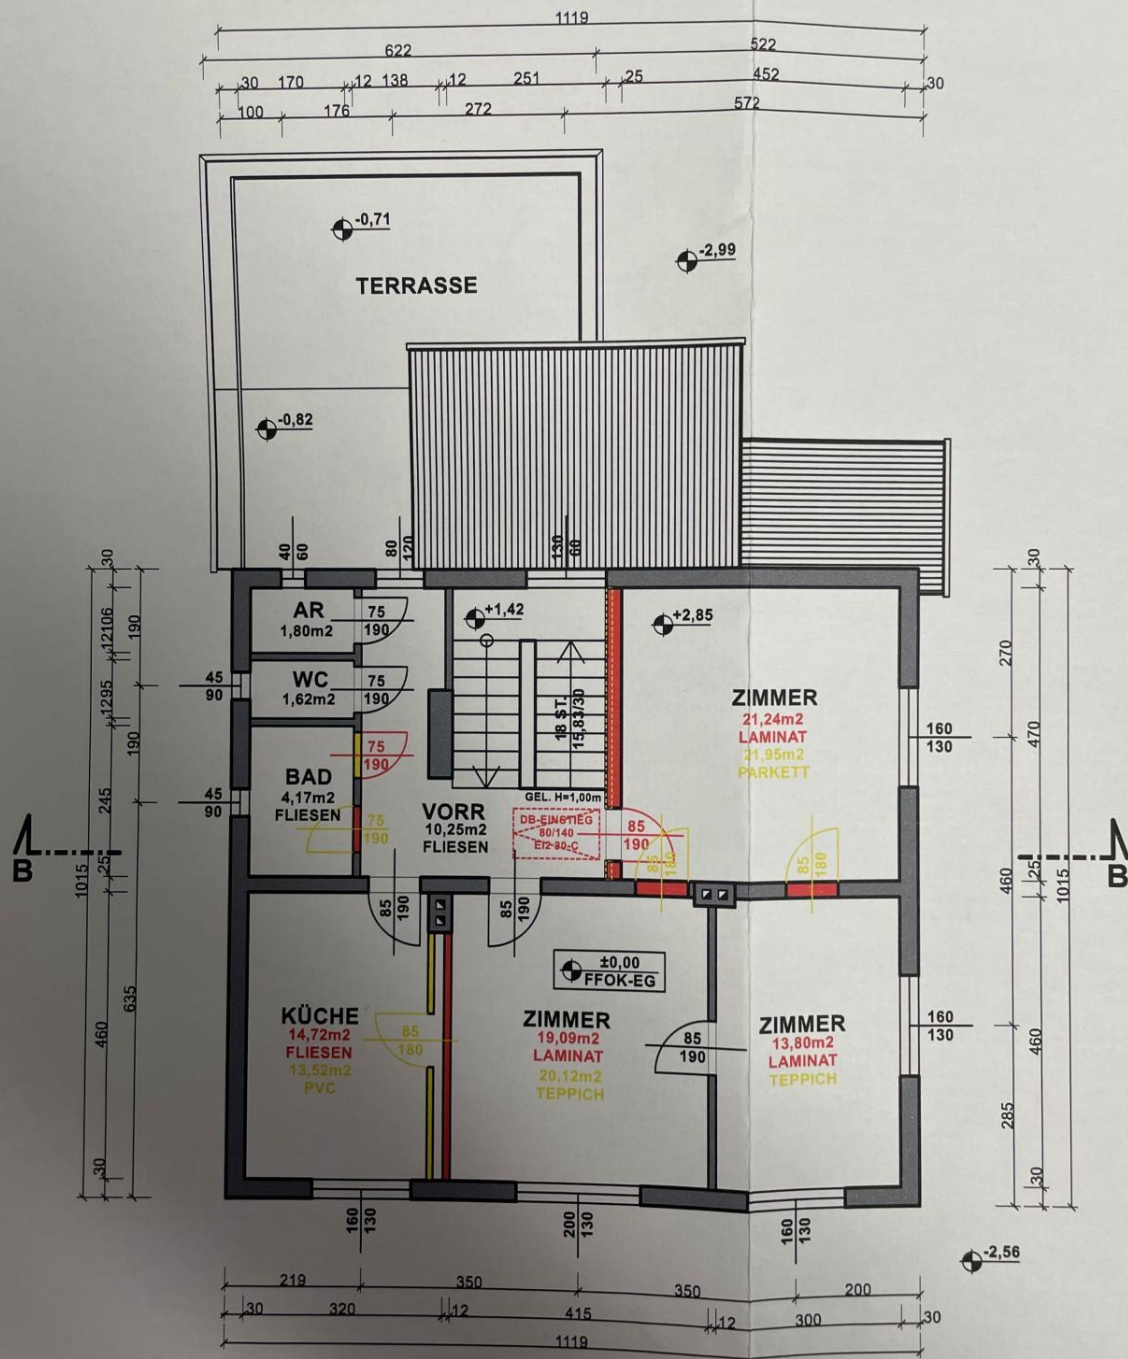 1119
622 522
30 170 12 138 12 251 25 452 30
100 176 272 572
-0,71
-2,99
TERRASSE
-0,82
40 60
80 120
130 60
30
12106
1295
245
25
460
30
1015
190
190
635
45
90
45
90
AR
1,80m2
75
190
WC
1,62m2
75
190
75
190
BAD
4,17m2
FLIESEN
75
190
+1,42
18 ST.
15,83/30
GEL. H=1,00m
VORR
10,25m2
FLIESEN
DB-EINSTIEG
80/140
EI2 30-C
+2,85
ZIMMER
21,24m2
LAMINAT
21,95m2
PARKETT
85
190
85
180
85
180
160
130
30
270
470
25
460
460
285
30
1015
B
B
85
190
85
190
±0,00
FFOK-EG
KÜCHE
14,72m2
FLIESEN
13,52m2
PVC
85
180
ZIMMER
19,09m2
LAMINAT
20,12m2
TEPPICH
85
190
ZIMMER
13,80m2
LAMINAT
TEPPICH
160
130
160 130
200 130
160 130
-2,56
219 350 350 200
30 320 12 415 12 300 30
1119